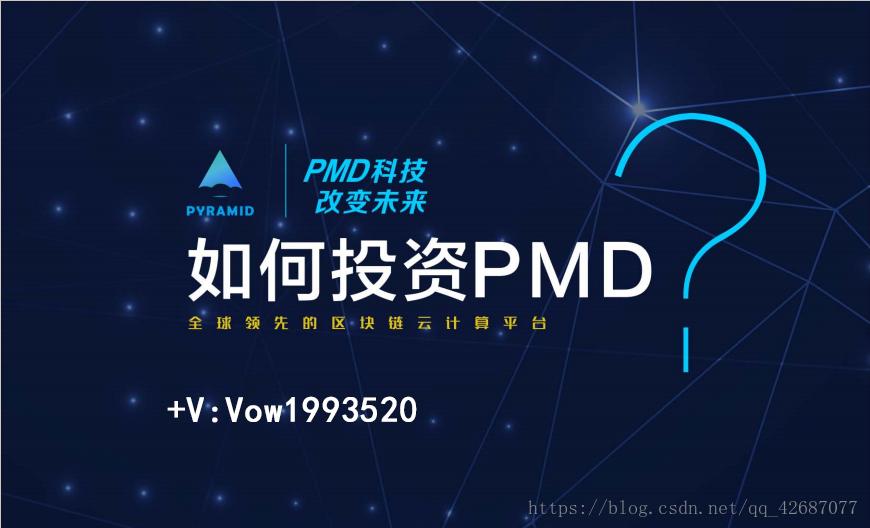 PYRAMID
PMD科技
改变未来
如何投资PMD
全球领先的区块链云计算平台
+V:Vow1993520
https://blog.csdn.net/qq_42687077